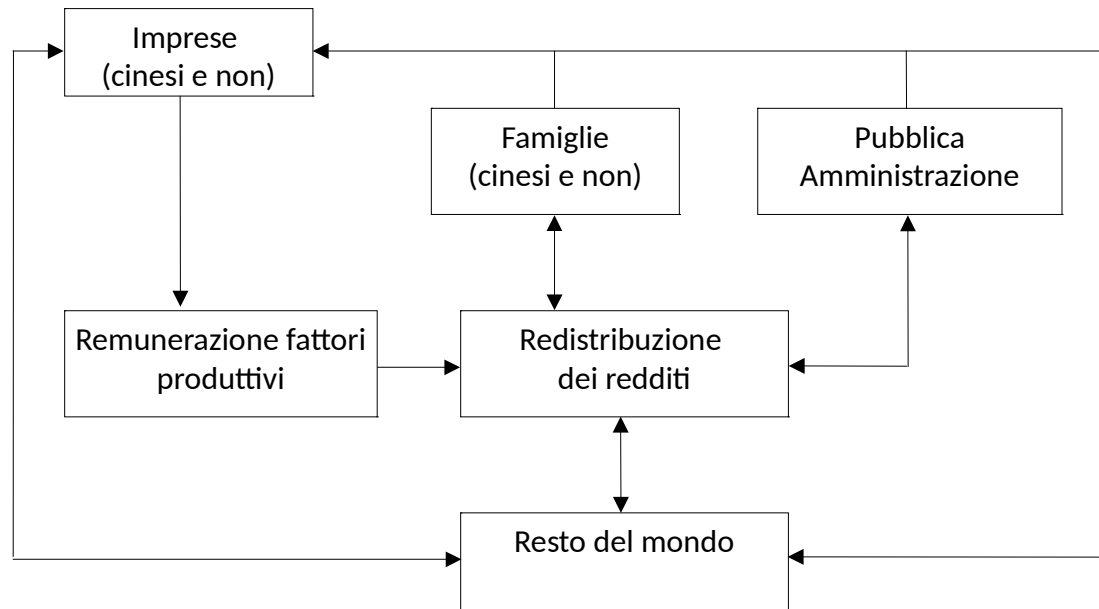 Imprese
(cinesi e non)
Famiglie
(cinesi e non)
Pubblica
Amministrazione
Remunerazione fattori
produttivi
Redistribuzione
dei redditi
Resto del mondo